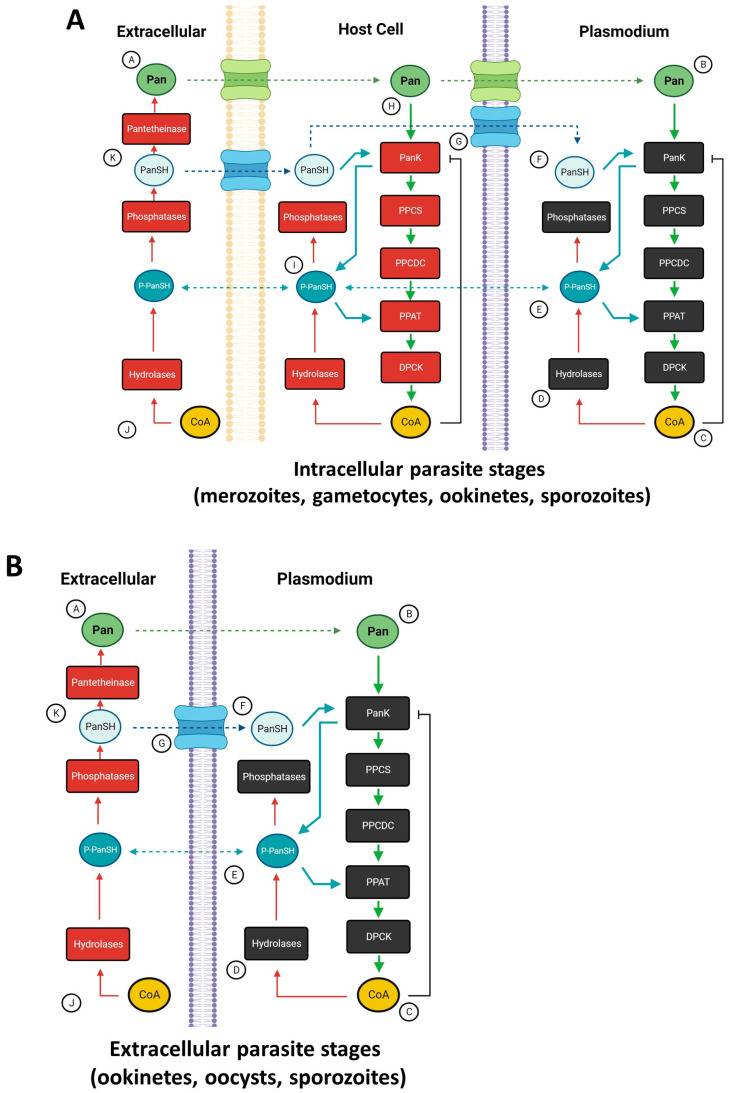 A
Extracellular
Host Cell
Plasmodium
A
Pan
Pan
Pan
B
H
Pantetheinase
K
PanSH
PanSH
PanK
G
F
PanSH
PanK
Phosphatases
Phosphatases
PPCS
Phosphatases
PPCS
I
PPCDC
PPCDC
P-PanSH
P-PanSH
P-PanSH
E
PPAT
PPAT
Hydrolases
Hydrolases
DPCK
Hydrolases
DPCK
D
J
CoA
CoA
CoA
C
Intracellular parasite stages
(merozoites, gametocytes, ookinetes, sporozoites)
B
Extracellular
Plasmodium
A
Pan
Pan
B
Pantetheinase
K
PanSH
G
F
PanSH
PanK
Phosphatases
Phosphatases
PPCS
PPCDC
P-PanSH
P-PanSH
E
PPAT
Hydrolases
Hydrolases
DPCK
D
J
CoA
CoA
C
Extracellular parasite stages
(ookinetes, oocysts, sporozoites)